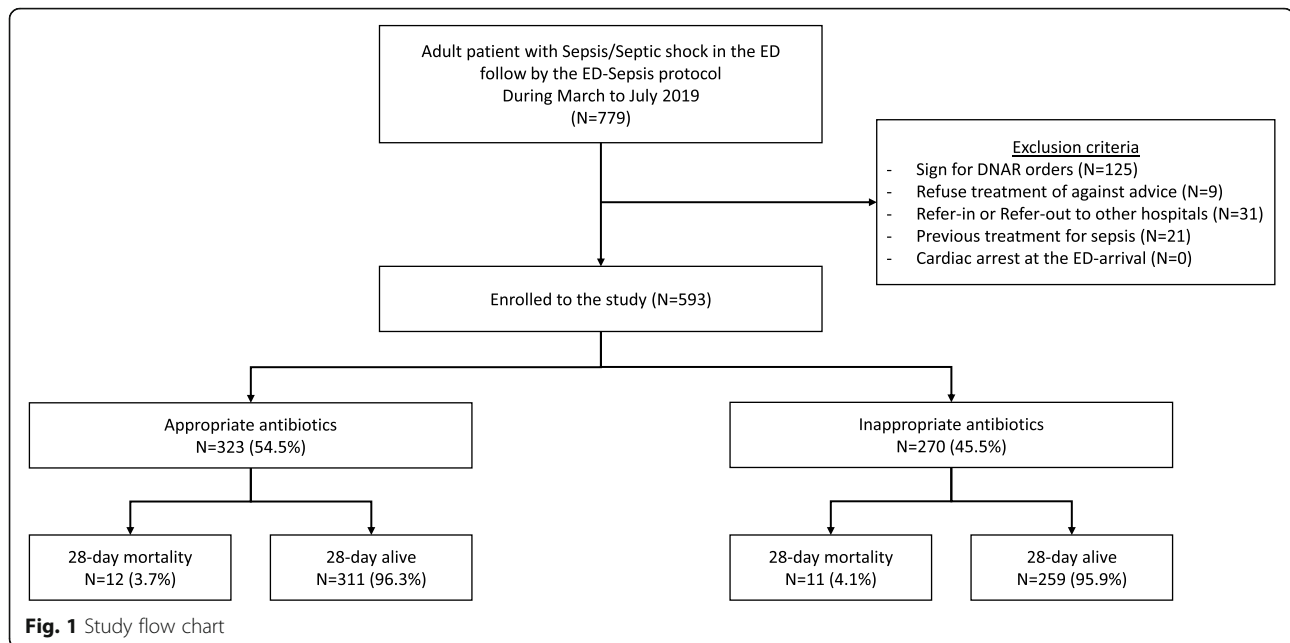 Adult patient with Sepsis/Septic shock in the ED
follow by the ED-Sepsis protocol
During March to July 2019
(N=779)
Exclusion criteria
- Sign for DNAR orders (N=125)
- Refuse treatment of against advice (N=9)
- Refer-in or Refer-out to other hospitals (N=31)
- Previous treatment for sepsis (N=21)
- Cardiac arrest at the ED-arrival (N=0)
Enrolled to the study (N=593)
Appropriate antibiotics
N=323 (54.5%)
Inappropriate antibiotics
N=270 (45.5%)
28-day mortality
N=12 (3.7%)
28-day alive
N=311 (96.3%)
28-day mortality
N=11 (4.1%)
28-day alive
N=259 (95.9%)
Fig. 1 Study flow chart